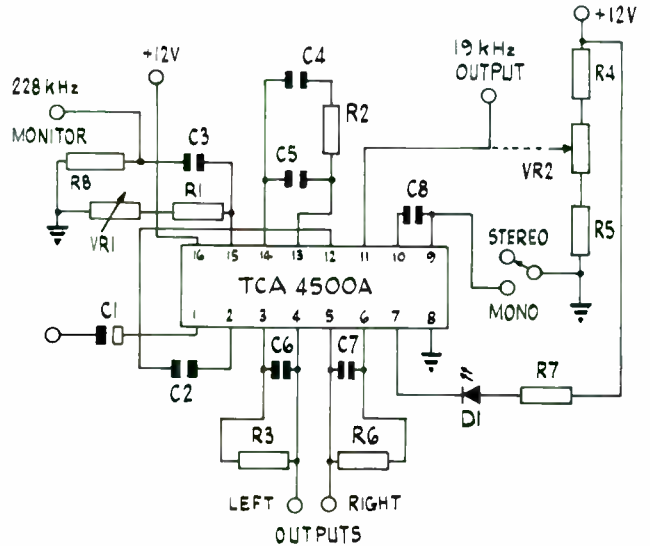 +12V
+12V
C4
19 kHz
OUTPUT
R4
228 kHz
MONITOR
C3
R2
C5
VR2
R8
R1
C8
VR1
STEREO
R5
16 15 14 13 12 11 10 9
TCA 4500A
MONO
C1
1 2 3 4 5 6 7 8
C2
C6
C7
R7
D1
R3
R6
LEFT
RIGHT
OUTPUTS